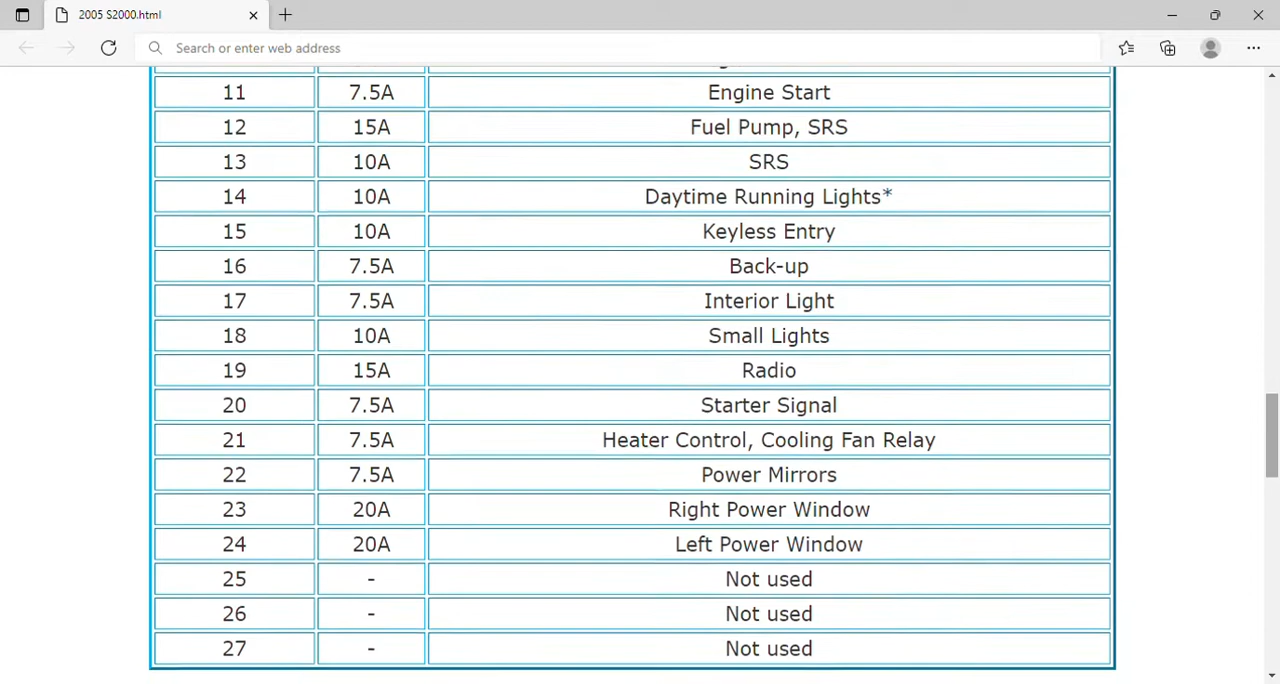 2005 S2000.html
Search or enter web address
11 7.5A Engine Start
12 15A Fuel Pump, SRS
13 10A SRS
14 10A Daytime Running Lights*
15 10A Keyless Entry
16 7.5A Back-up
17 7.5A Interior Light
18 10A Small Lights
19 15A Radio
20 7.5A Starter Signal
21 7.5A Heater Control, Cooling Fan Relay
22 7.5A Power Mirrors
23 20A Right Power Window
24 20A Left Power Window
25 - Not used
26 - Not used
27 - Not used